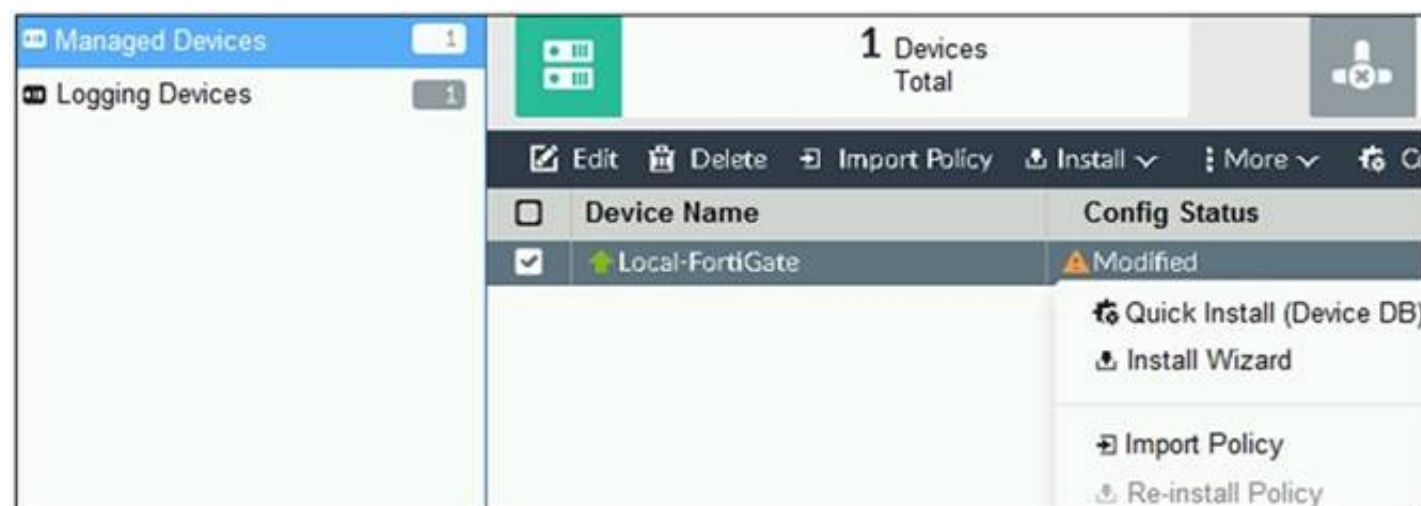 Managed Devices 1
Logging Devices 1
1 Devices
Total
Edit Delete Import Policy Install More
Device Name Config Status
Local-FortiGate Modified
Quick Install (Device DB)
Install Wizard
Import Policy
Re-install Policy